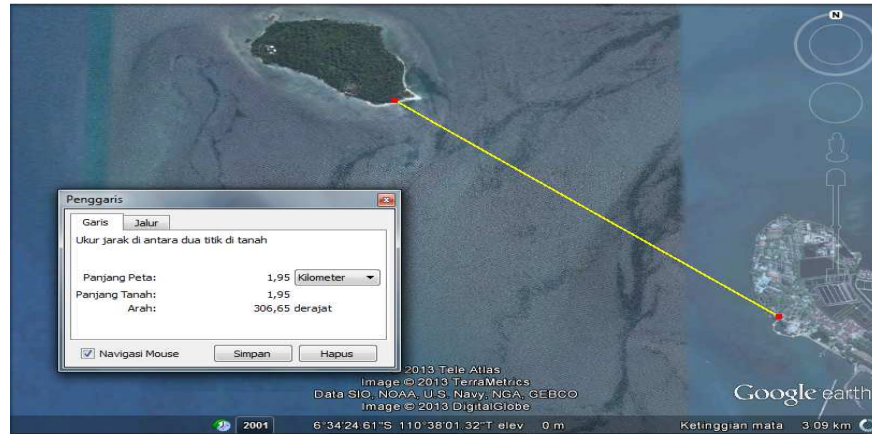 N
Penggaris
Garis Jalur
Ukur jarak di antara dua titik di tanah
Panjang Peta: 1,95 Kilometer
Panjang Tanah: 1,95
Arah: 306,65 derajat
Navigasi Mouse Simpan Hapus
2013 Tele Atlas
Image © 2013 TerraMetrics
Data SIO, NOAA, U.S. Navy, NGA, GEBCO
Image © 2013 DigitalGlobe
Google earth
2001 6°34'24.61"S 110°38'01.32"T elev 0 m Ketinggian mata 3.09 km